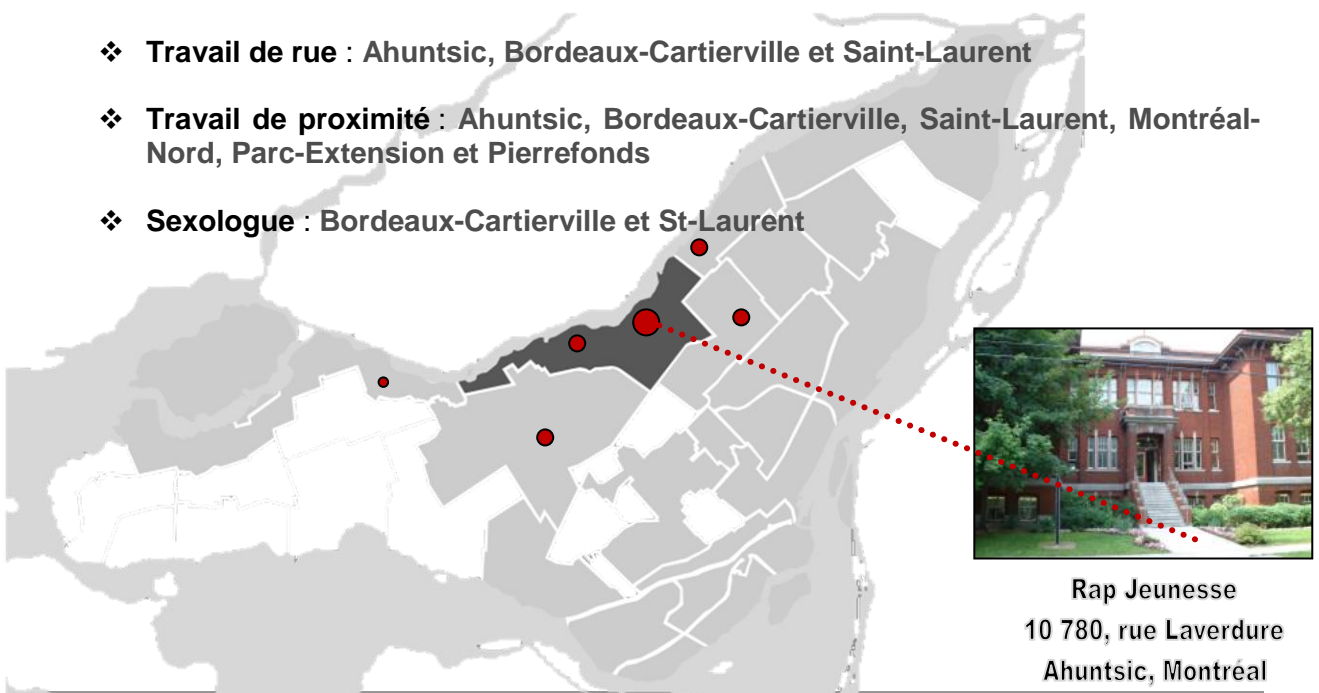 ❖ Travail de rue : Ahuntsic, Bordeaux-Cartierville et Saint-Laurent
❖ Travail de proximité : Ahuntsic, Bordeaux-Cartierville, Saint-Laurent, Montréal-
Nord, Parc-Extension et Pierrefonds
❖ Sexologue : Bordeaux-Cartierville et St-Laurent
Rap Jeunesse
10 780, rue Laverdure
Ahuntsic, Montréal